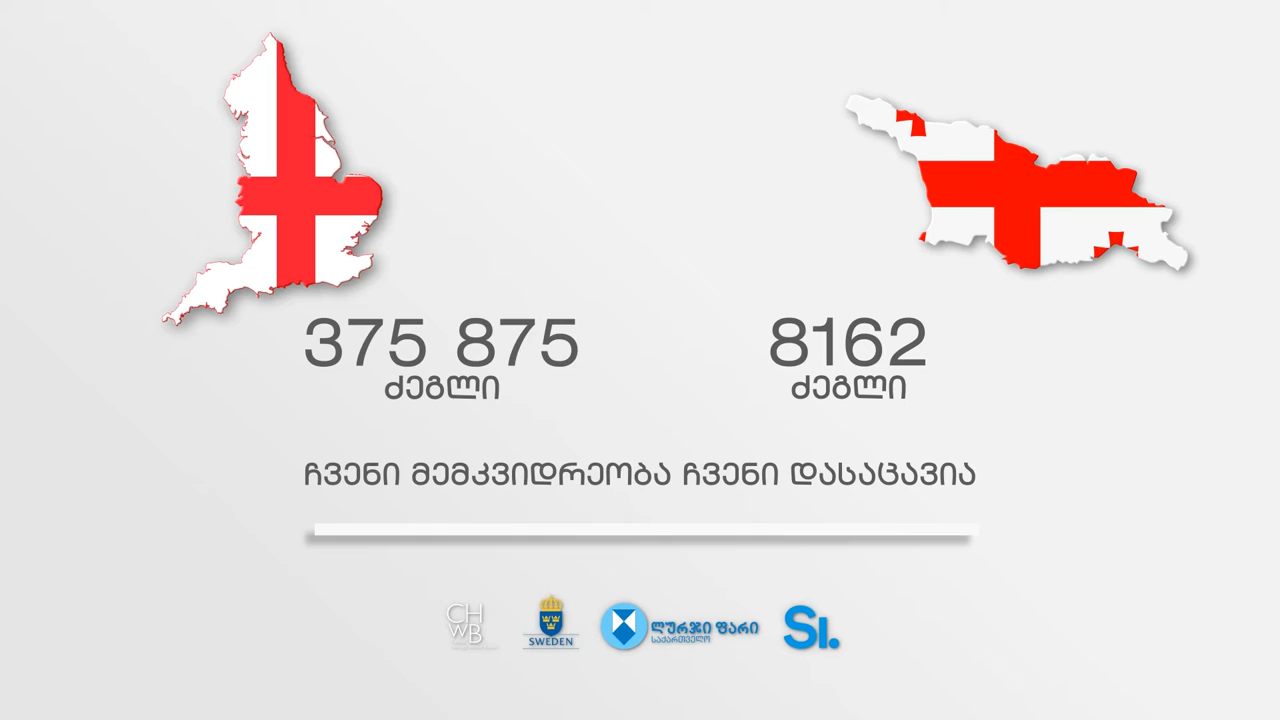 375 875
ძეგლი
8162
ძეგლი
ჩვენი მემკვიდრეობა ჩვენი დასაცავია
CH
WB
SWEDEN
ლურჯი ფარი
საქართველო
SI.